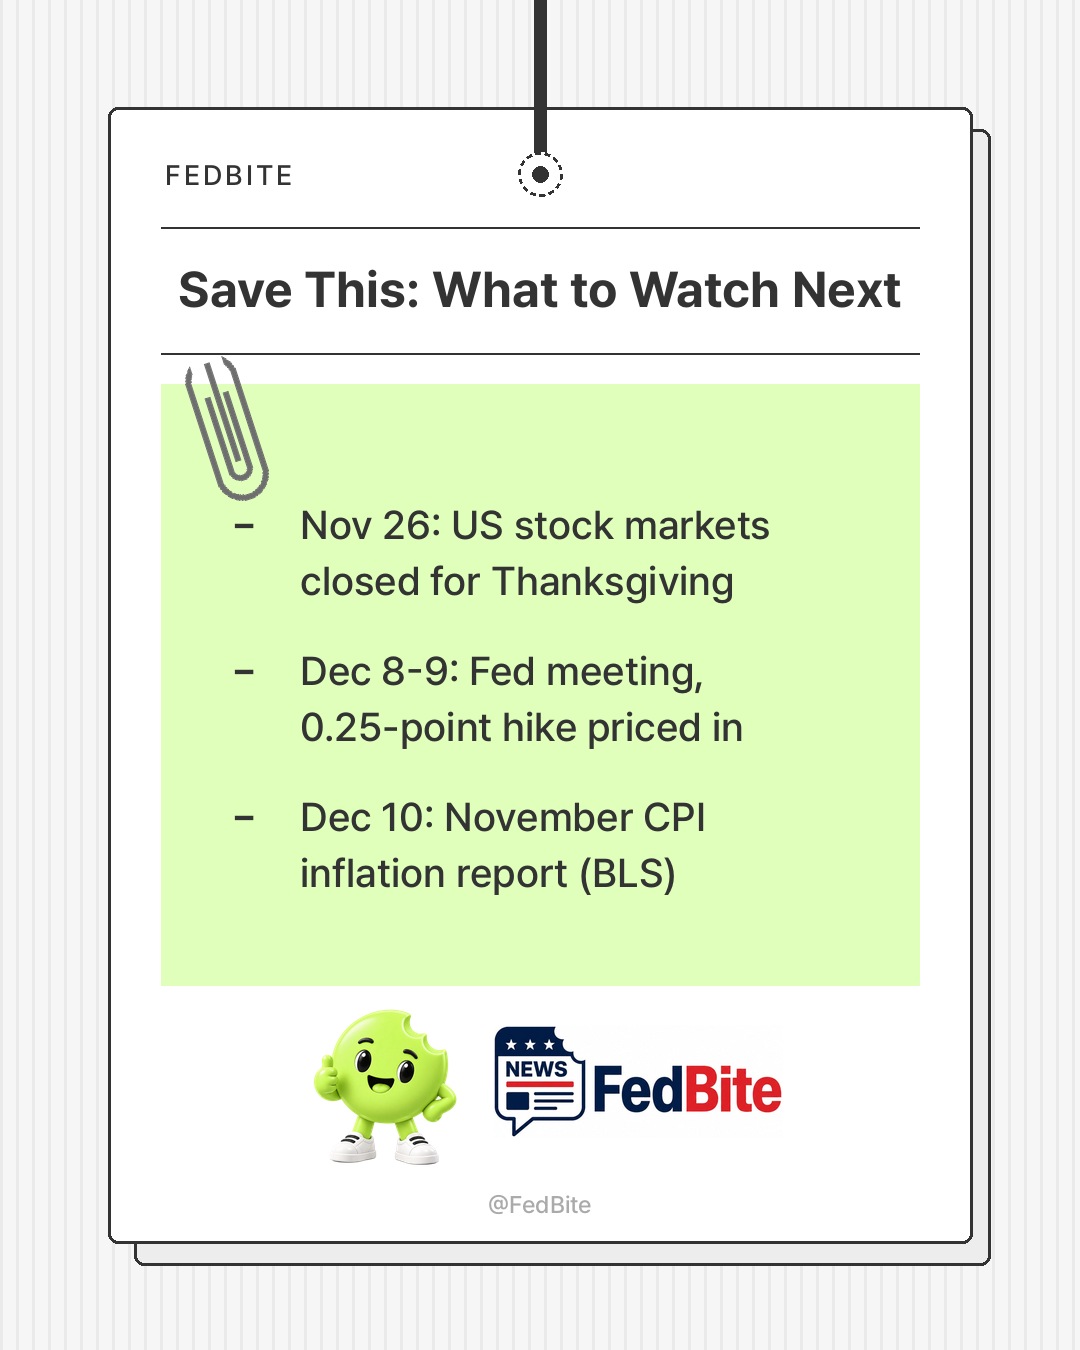 FEDBITE
Save This: What to Watch Next
– Nov 26: US stock markets
closed for Thanksgiving
– Dec 8-9: Fed meeting,
0.25-point hike priced in
– Dec 10: November CPI
inflation report (BLS)
NEWS
FedBite
@FedBite